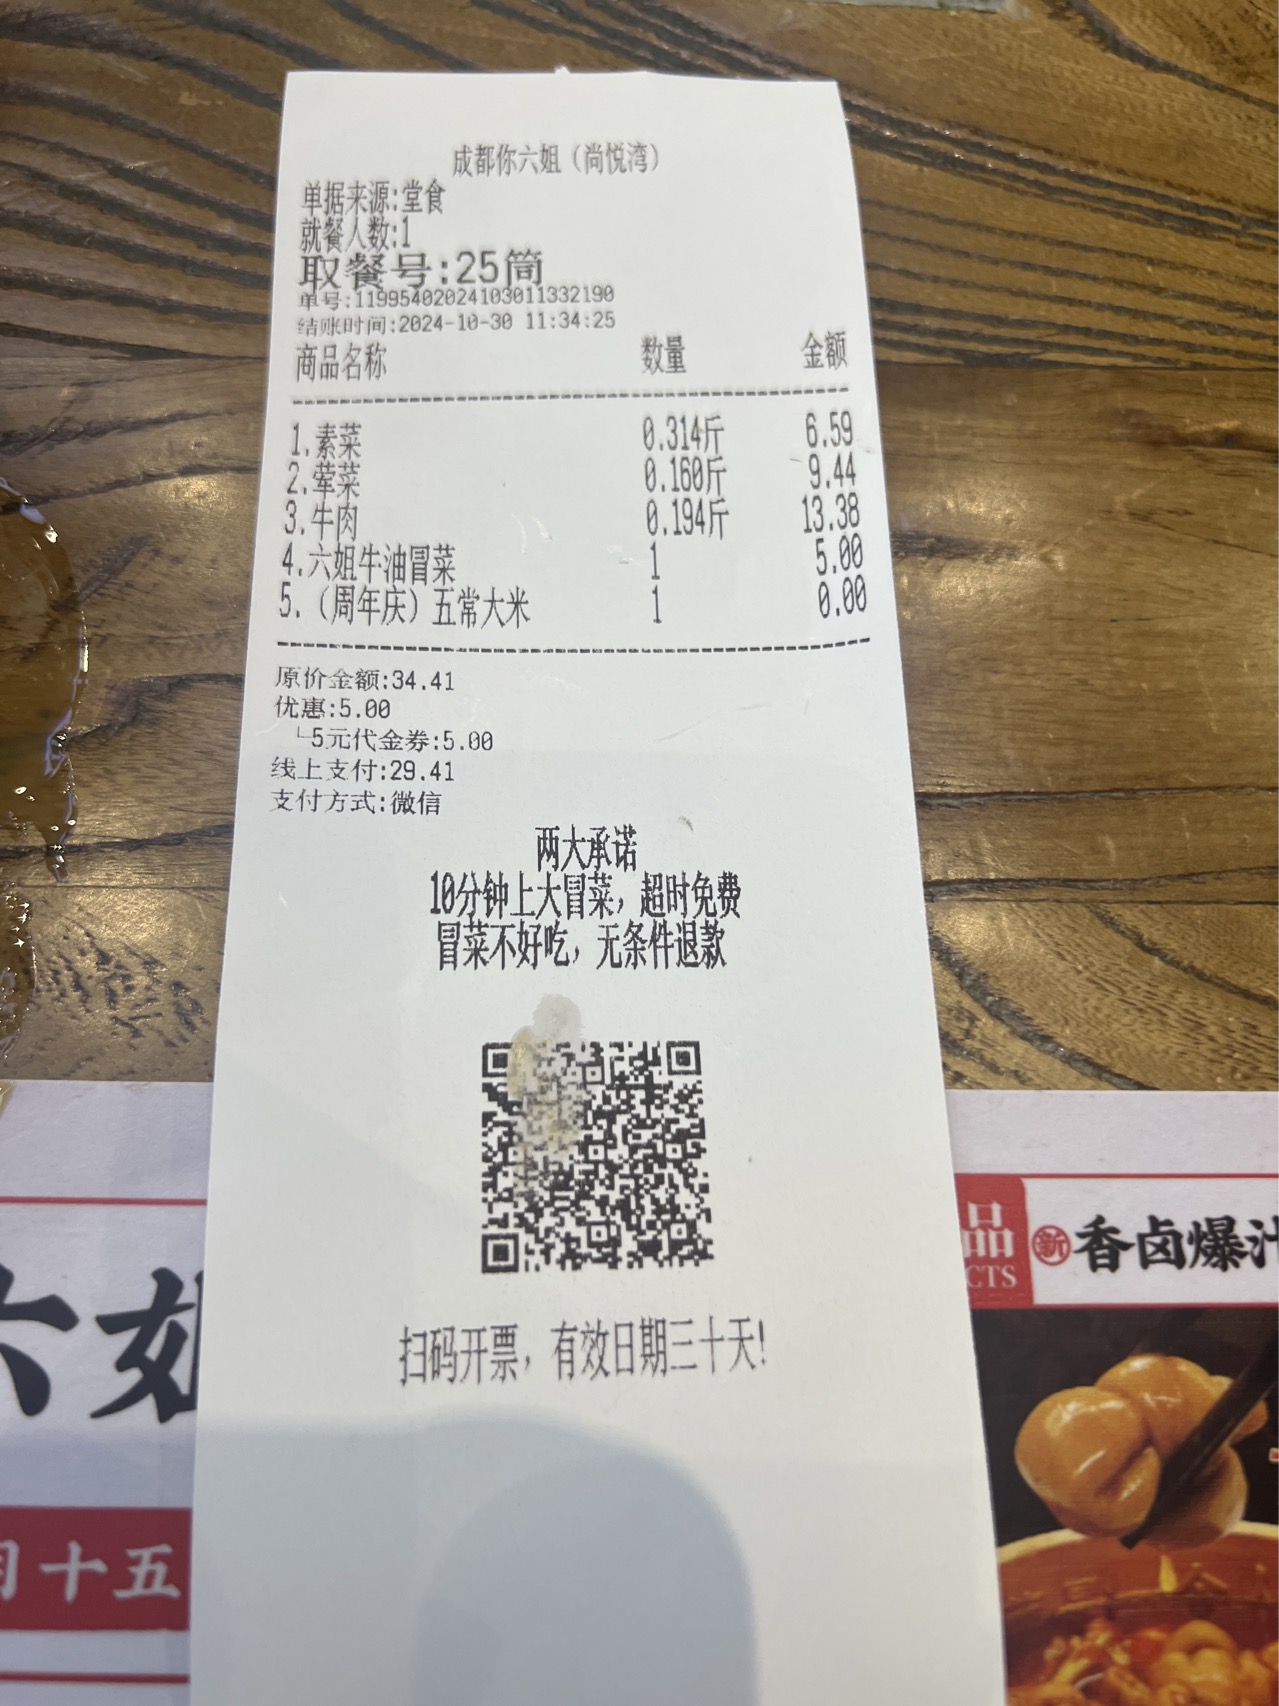 成都你六姐（尚悦湾）
单据来源:堂食
就餐人数:1
取餐号:25筒
单号:11995402024103011332190
结账时间:2024-10-30 11:34:25
商品名称 数量 金额
1.素菜 0.314斤 6.59
2.荤菜 0.160斤 9.44
3.牛肉 0.194斤 13.38
4.六姐牛油冒菜 1 5.00
5.（周年庆）五常大米 1 0.00
原价金额:34.41
优惠:5.00
└5元代金券:5.00
线上支付:29.41
支付方式:微信
两大承诺
10分钟上大冒菜，超时免费
冒菜不好吃，无条件退款
扫码开票，有效日期三十天!
品
CTS
新 香卤爆汁
六姐
月十五